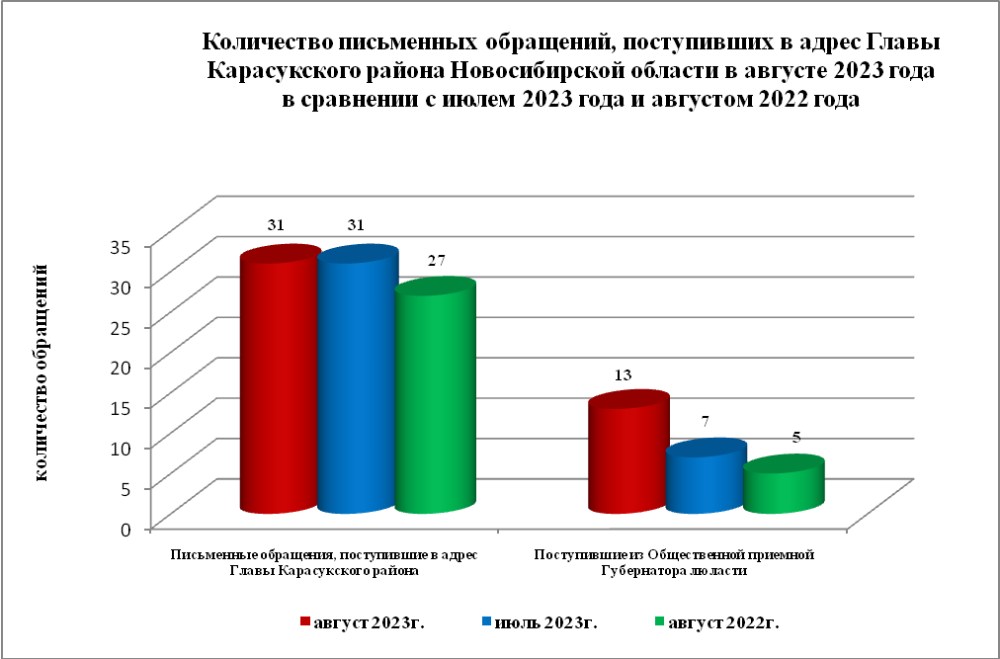 Количество письменных обращений, поступивших в адрес Главы
Карасукского района Новосибирской области в августе 2023 года
в сравнении с июлем 2023 года и августом 2022 года
количество обращений
35
30
25
20
15
10
5
0
31
31
27
13
7
5
Письменные обращения, поступившие в адрес
Главы Карасукского района
Поступившие из Общественной приемной
Губернатора люласти
август 2023г.
июль 2023г.
август 2022г.